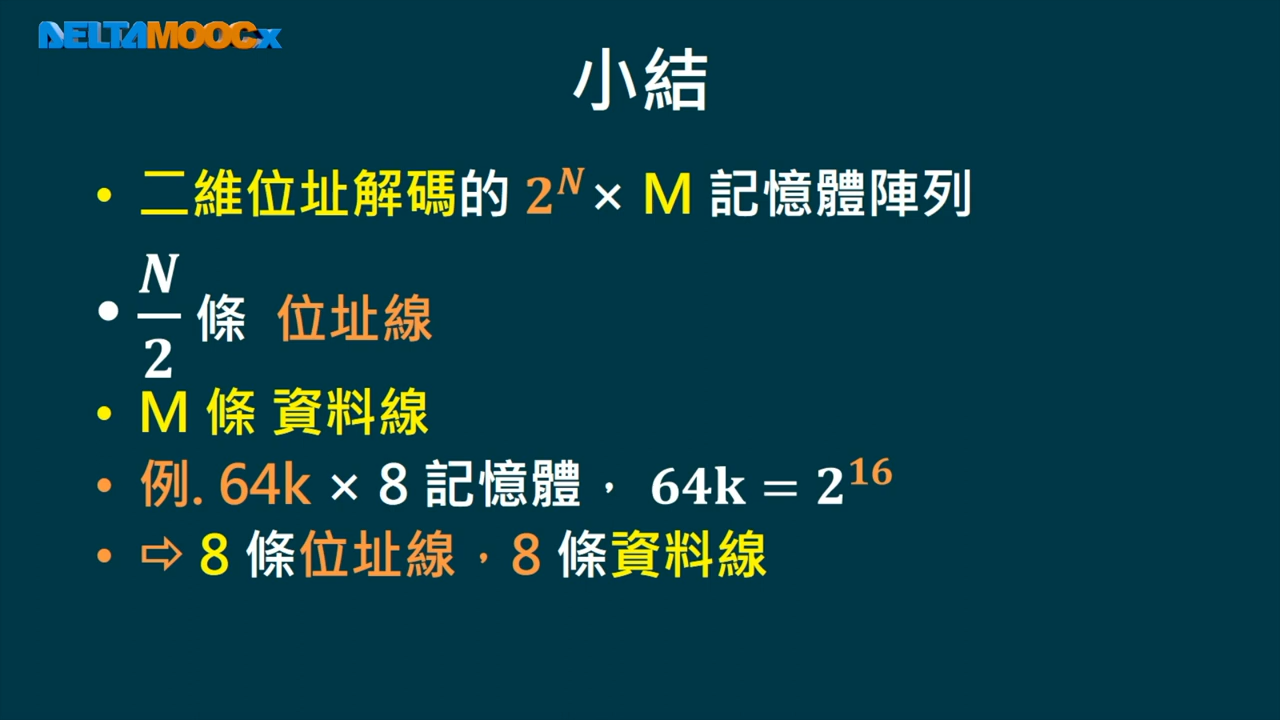 DELTAMOOCx
小結
• 二維位址解碼的 2^N × M 記憶體陣列
• N/2 條 位址線
• M 條 資料線
• 例. 64k × 8 記憶體， 64k = 2^16
• ⇨ 8 條位址線，8 條資料線